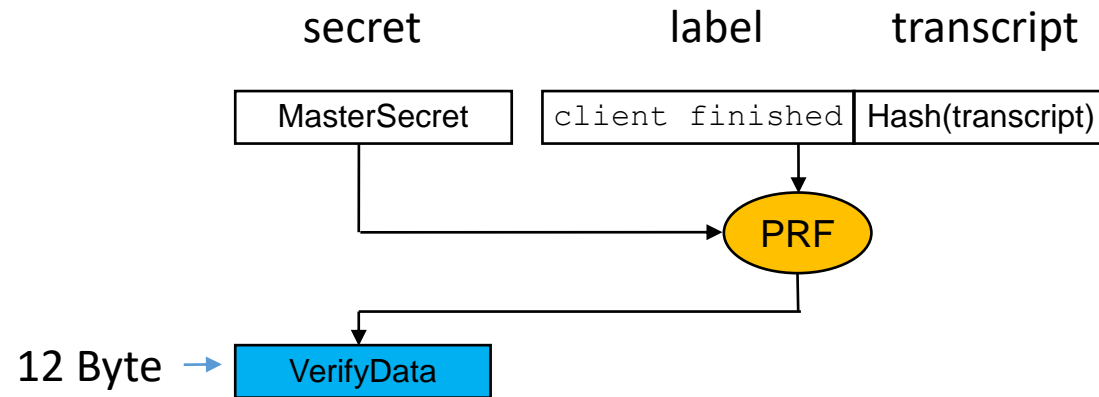 secret label transcript
MasterSecret client finished Hash(transcript)
PRF
12 Byte VerifyData